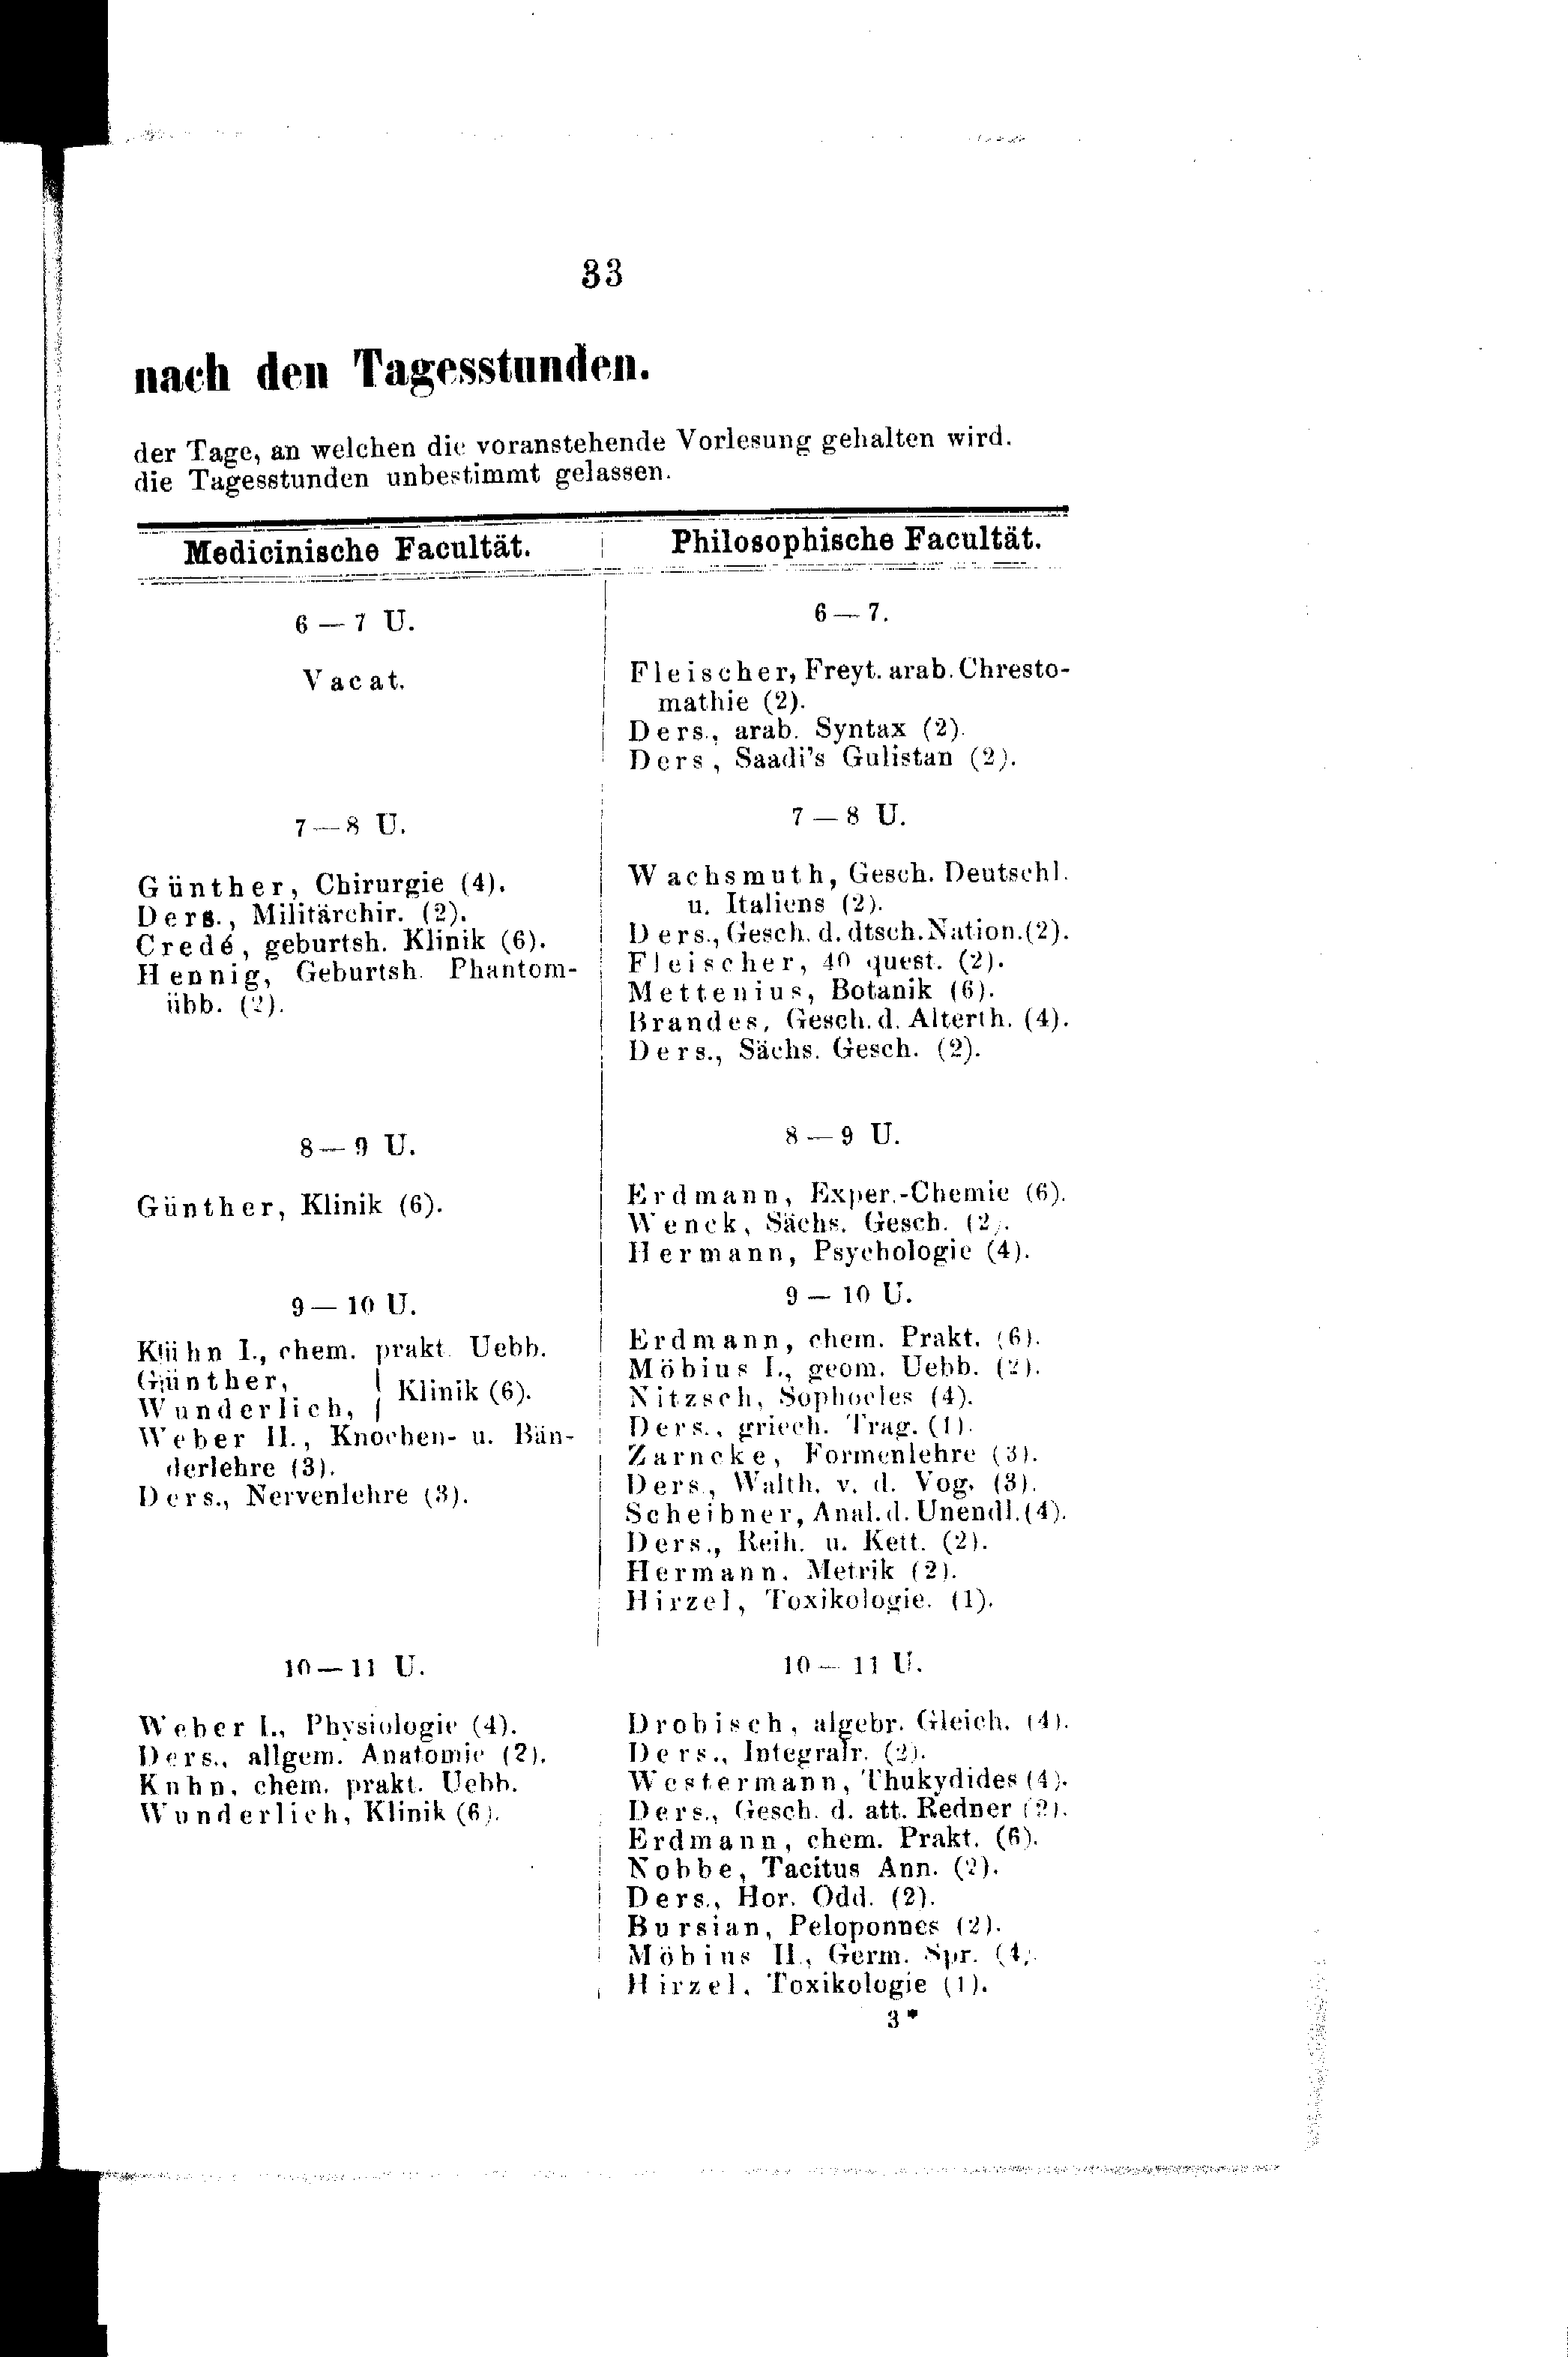 33
nach den Tagesstunden.
der Tage, an welchen die voranstehende Vorlesung gehalten wird.
die Tagesstunden unbestimmt gelassen.
Medicinische Facultät.
6 — 7 U.
Vacat.
7—8 U.
Günther, Chirurgie (4).
Ders., Militärchir. (2).
Credé, geburtsh. Klinik (6).
Hennig, Geburtsh. Phantom-
übb. (2).
8— 9 U.
Günther, Klinik (6).
9— 10 U.
Kühn I., chem. prakt. Uebb.
Günther,
Wunderlich, } Klinik (6).
Weber II., Knochen- u. Bän-
derlehre (3).
Ders., Nervenlehre (3).
10—11 U.
Weber I., Physiologie (4).
Ders., allgem. Anatomie (2).
Kuhn, chem. prakt. Uebb.
Wunderlich, Klinik (6).
Philosophische Facultät.
6 — 7.
Fleischer, Freyt. arab. Chresto-
mathie (2).
Ders., arab. Syntax (2).
Ders, Saadi's Gulistan (2).
7 — 8 U.
Wachsmuth, Gesch. Deutschl.
u. Italiens (2).
Ders., Gesch. d. dtsch. Nation. (2).
Fleischer, 40 quest. (2).
Mettenius, Botanik (6).
Brandes, Gesch. d. Alterth. (4).
Ders., Sächs. Gesch. (2).
8 — 9 U.
Erdmann, Exper.-Chemie (6).
Wenck, Sächs. Gesch. (2).
Hermann, Psychologie (4).
9 — 10 U.
Erdmann, chem. Prakt. (6).
Möbius I., geom. Uebb. (2).
Nitzsch, Sophocles (4).
Ders., griech. Trag. (1).
Zarncke, Formenlehre (3).
Ders., Walth. v. d. Vog. (3).
Scheibner, Anal. d. Unendl. (4).
Ders., Reih. u. Kett. (2).
Hermann, Metrik (2).
Hirzel, Toxikologie. (1).
10 — 11 U.
Drobisch, algebr. Gleich. (4).
Ders., Integralr. (2).
Westermann, Thukydides (4).
Ders., Gesch. d. att. Redner (2).
Erdmann, chem. Prakt. (6).
Nobbe, Tacitus Ann. (2).
Ders., Hor. Odd. (2).
Bursian, Peloponnes (2).
Möbius II., Germ. Spr. (4).
Hirzel, Toxikologie (1).
3*